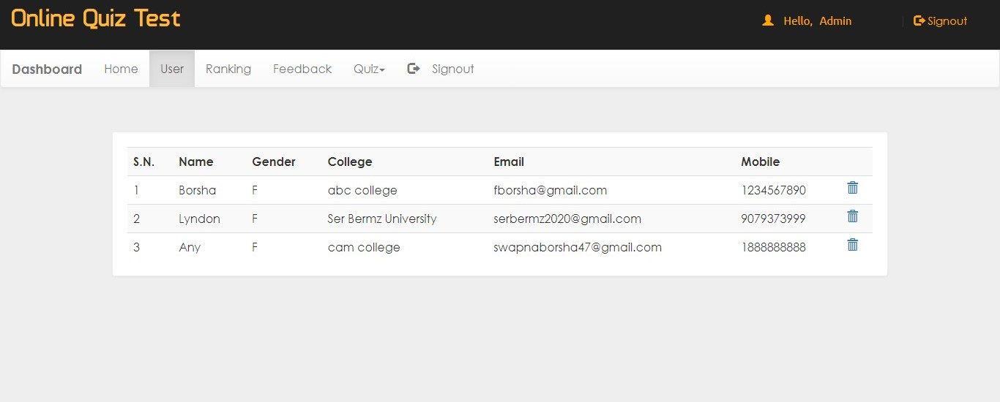 Online Quiz Test
Hello, Admin Signout
Dashboard Home User Ranking Feedback Quiz Signout
S.N. Name Gender College Email Mobile
1 Borsha F abc college fborsha@gmail.com 1234567890
2 Lyndon F Ser Bermz University serbermz2020@gmail.com 9079373999
3 Any F cam college swapnaborsha47@gmail.com 1888888888